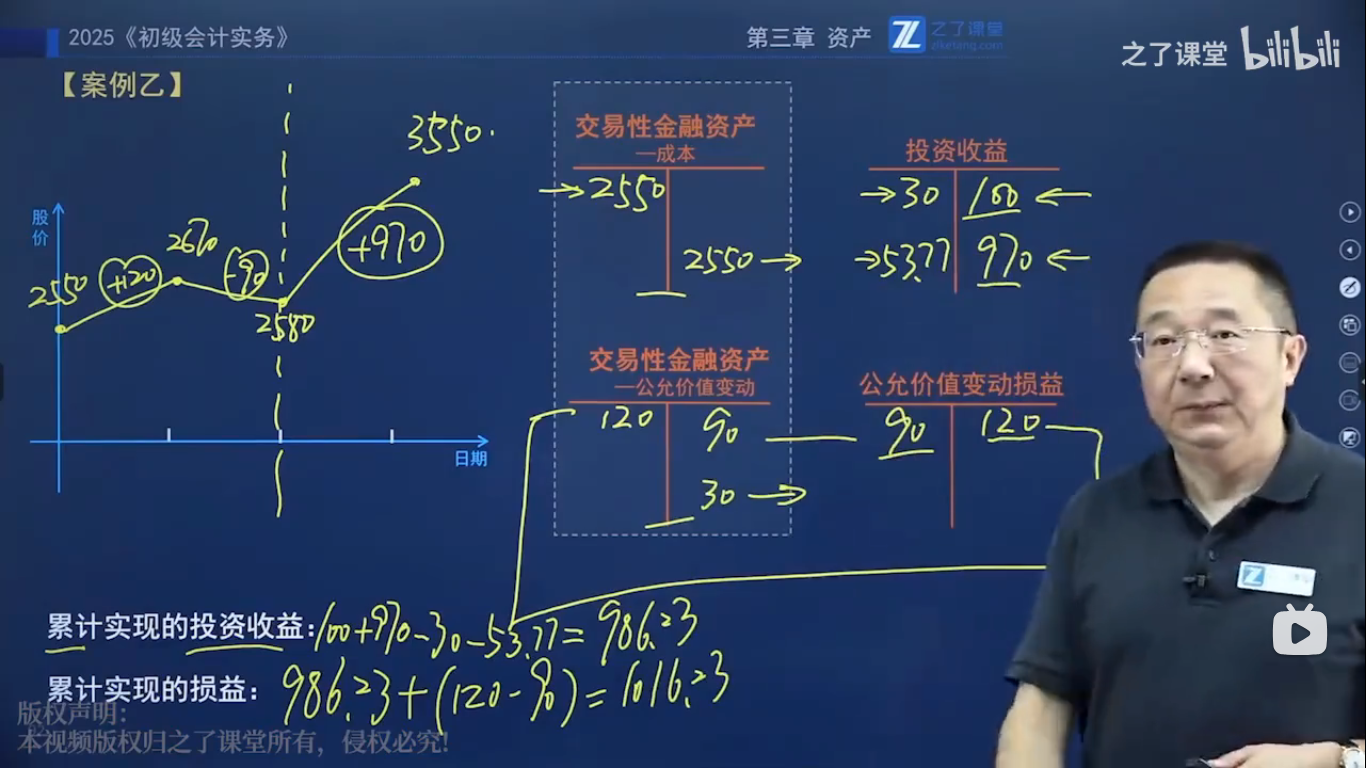 2025《初级会计实务》
第三章 资产
之了课堂
zlketang.com
之了课堂 bilibili
【案例乙】
3550
交易性金融资产
—成本
投资收益
2550
30
100
53.77
970
2550
股价
2550
+120
2670
-90
+970
2580
日期
交易性金融资产
—公允价值变动
公允价值变动损益
120
90
90
120
30
累计实现的投资收益：100+970-30-53.77=986.23
累计实现的损益：986.23+(120-90)=1016.23
版权声明：
本视频版权归之了课堂所有，侵权必究！